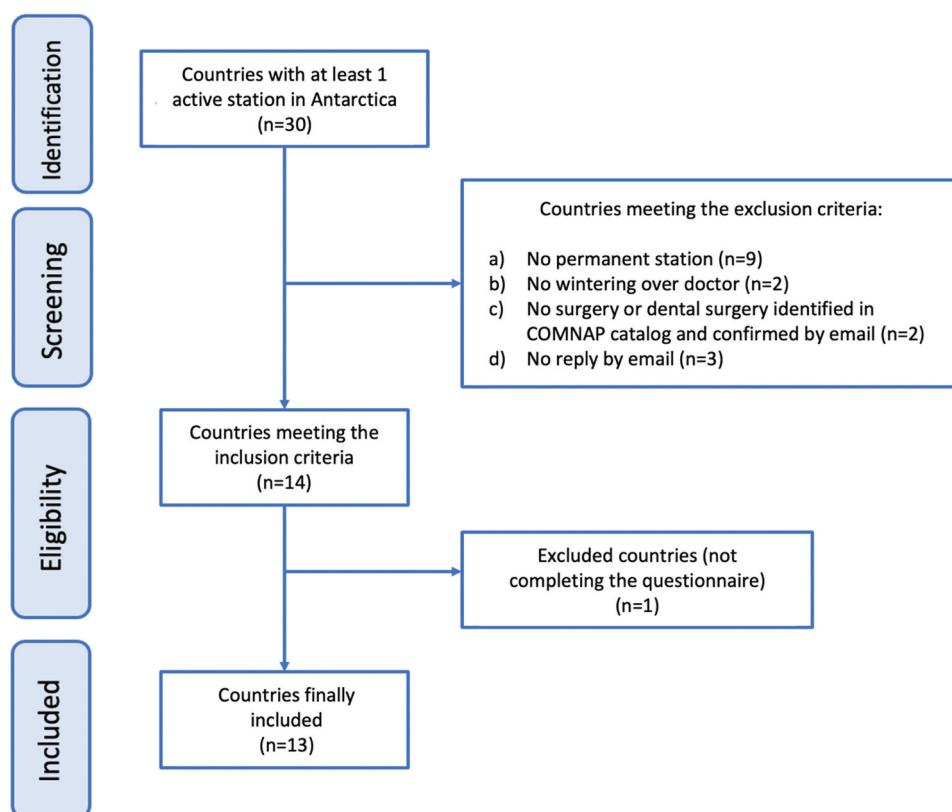 Identification
Countries with at least 1
active station in Antarctica
(n=30)
Screening
Countries meeting the exclusion criteria:
a) No permanent station (n=9)
b) No wintering over doctor (n=2)
c) No surgery or dental surgery identified in
COMNAP catalog and confirmed by email (n=2)
d) No reply by email (n=3)
Eligibility
Countries meeting the
inclusion criteria
(n=14)
Excluded countries (not
completing the questionnaire)
(n=1)
Included
Countries finally
included
(n=13)